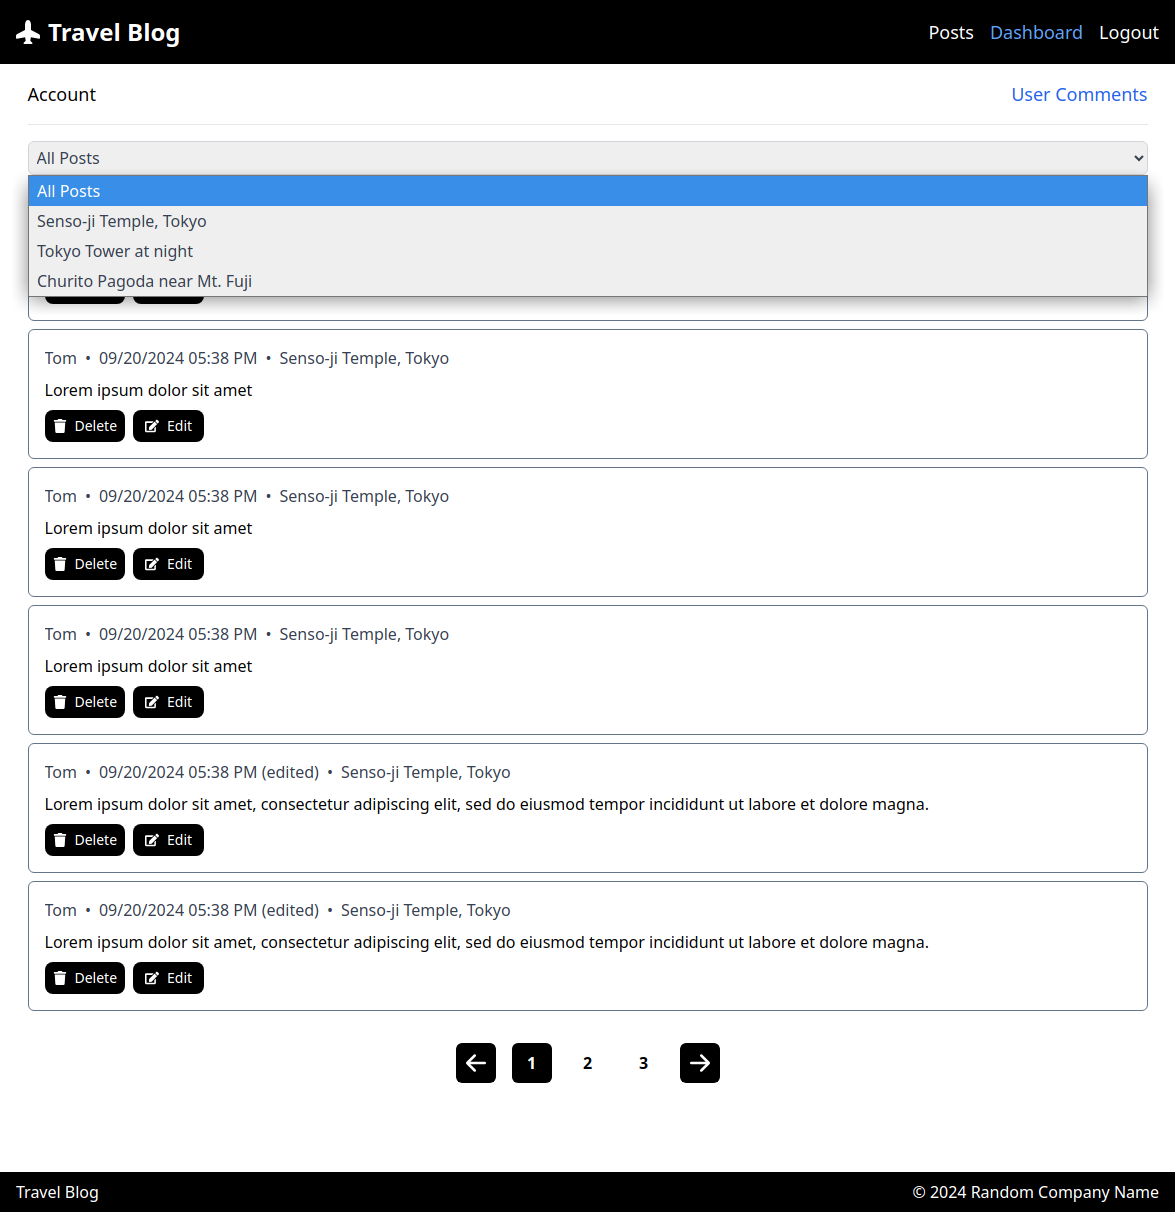 Travel Blog Posts Dashboard Logout
Account User Comments
All Posts
All Posts
Senso-ji Temple, Tokyo
Tokyo Tower at night
Churito Pagoda near Mt. Fuji
Tom • 09/20/2024 05:38 PM • Senso-ji Temple, Tokyo
Lorem ipsum dolor sit amet
Delete Edit
Tom • 09/20/2024 05:38 PM • Senso-ji Temple, Tokyo
Lorem ipsum dolor sit amet
Delete Edit
Tom • 09/20/2024 05:38 PM • Senso-ji Temple, Tokyo
Lorem ipsum dolor sit amet
Delete Edit
Tom • 09/20/2024 05:38 PM (edited) • Senso-ji Temple, Tokyo
Lorem ipsum dolor sit amet, consectetur adipiscing elit, sed do eiusmod tempor incididunt ut labore et dolore magna.
Delete Edit
Tom • 09/20/2024 05:38 PM (edited) • Senso-ji Temple, Tokyo
Lorem ipsum dolor sit amet, consectetur adipiscing elit, sed do eiusmod tempor incididunt ut labore et dolore magna.
Delete Edit
1 2 3
Travel Blog © 2024 Random Company Name